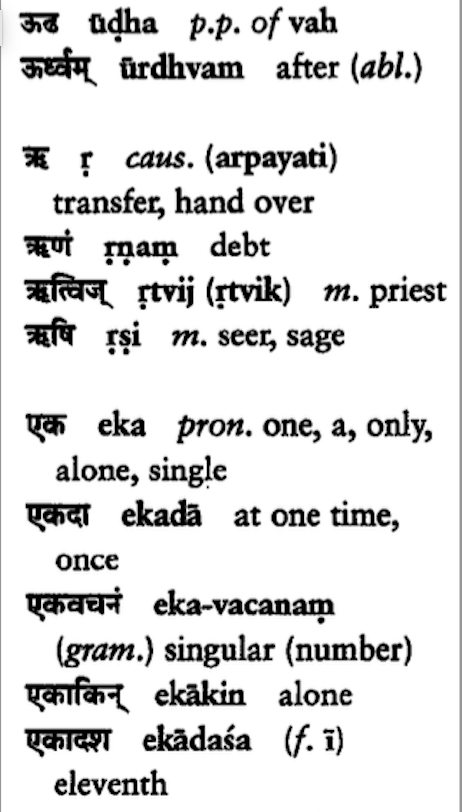 ऊढ ūḍha p.p. of vah
ऊर्ध्वम् ūrdhvam after (abl.)
ऋ ṛ caus. (arpayati)
transfer, hand over
ऋणं ṛṇaṃ debt
ऋत्विज् ṛtvij (ṛtvik) m. priest
ऋषि ṛṣi m. seer, sage
एक eka pron. one, a, only,
alone, single
एकदा ekadā at one time,
once
एकवचनं eka-vacanaṃ
(gram.) singular (number)
एकाकिन् ekākin alone
एकादश ekādaśa (f. ī)
eleventh